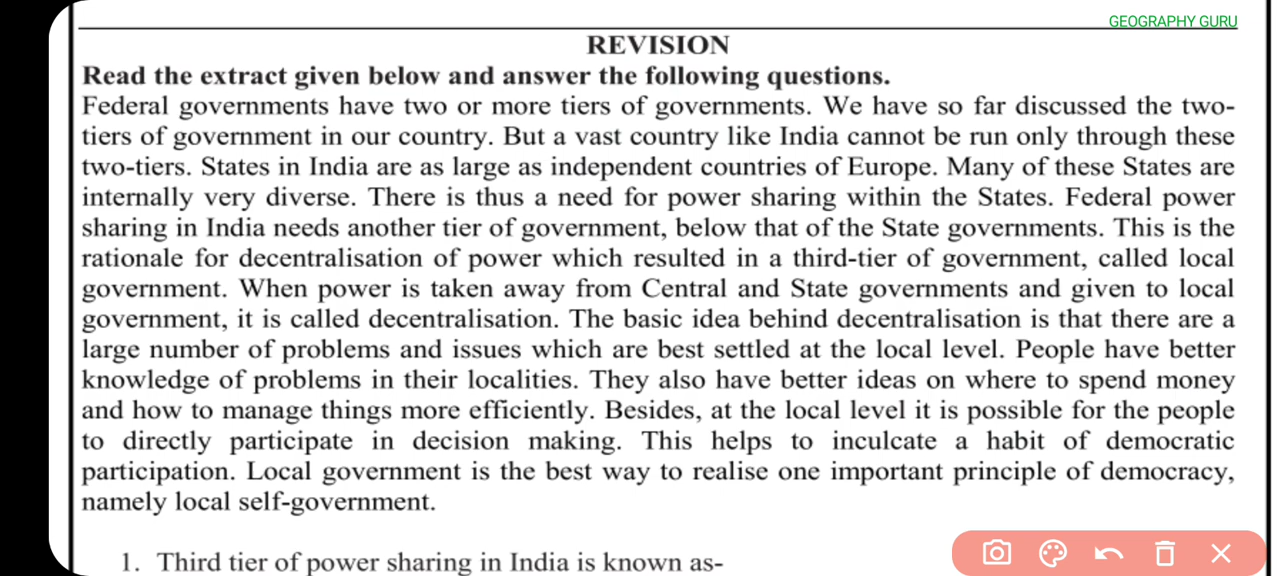 GEOGRAPHY GURU
REVISION
Read the extract given below and answer the following questions.
Federal governments have two or more tiers of governments. We have so far discussed the two-
tiers of government in our country. But a vast country like India cannot be run only through these
two-tiers. States in India are as large as independent countries of Europe. Many of these States are
internally very diverse. There is thus a need for power sharing within the States. Federal power
sharing in India needs another tier of government, below that of the State governments. This is the
rationale for decentralisation of power which resulted in a third-tier of government, called local
government. When power is taken away from Central and State governments and given to local
government, it is called decentralisation. The basic idea behind decentralisation is that there are a
large number of problems and issues which are best settled at the local level. People have better
knowledge of problems in their localities. They also have better ideas on where to spend money
and how to manage things more efficiently. Besides, at the local level it is possible for the people
to directly participate in decision making. This helps to inculcate a habit of democratic
participation. Local government is the best way to realise one important principle of democracy,
namely local self-government.
1. Third tier of power sharing in India is known as-